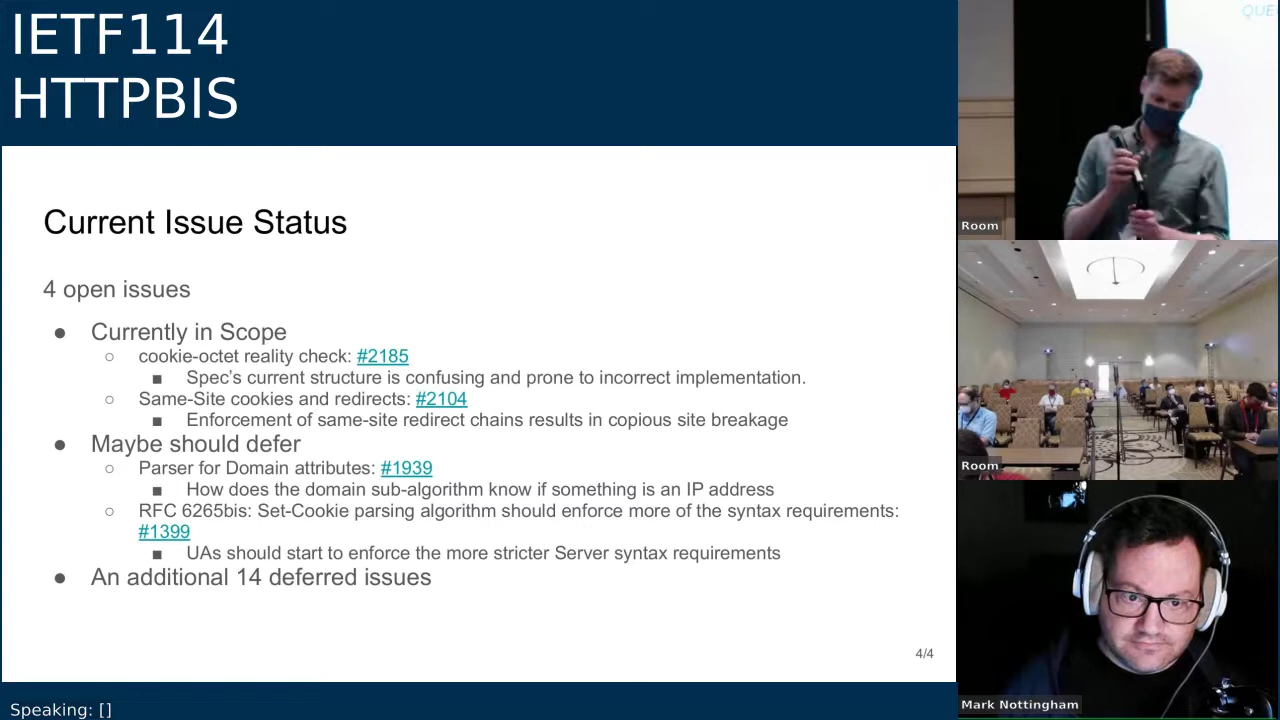 IETF114
HTTPBIS
Current Issue Status
4 open issues
● Currently in Scope
○ cookie-octet reality check: #2185
■ Spec's current structure is confusing and prone to incorrect implementation.
○ Same-Site cookies and redirects: #2104
■ Enforcement of same-site redirect chains results in copious site breakage
● Maybe should defer
○ Parser for Domain attributes: #1939
■ How does the domain sub-algorithm know if something is an IP address
○ RFC 6265bis: Set-Cookie parsing algorithm should enforce more of the syntax requirements:
#1399
■ UAs should start to enforce the more stricter Server syntax requirements
● An additional 14 deferred issues
4/4
Speaking: []
QUE
Room
Room
Mark Nottingham